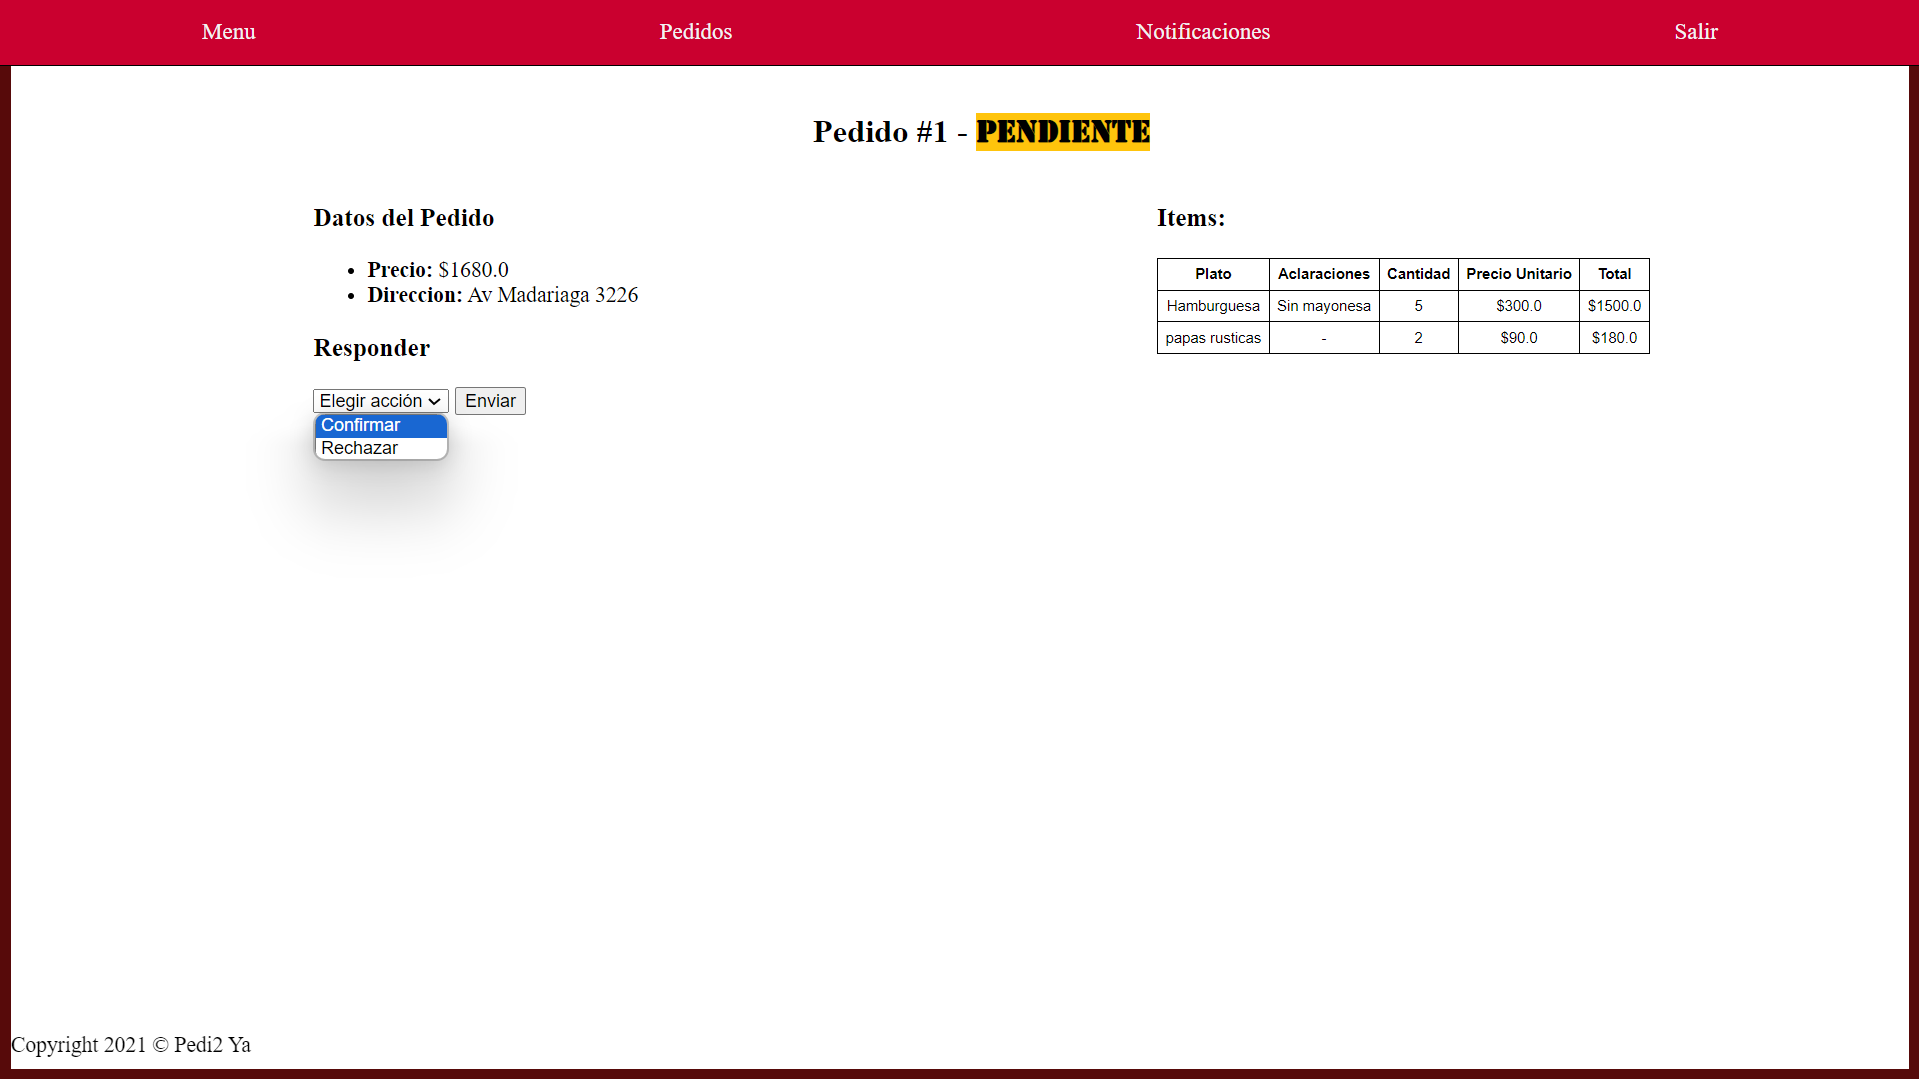 Menu Pedidos Notificaciones Salir
Pedido #1 - PENDIENTE
Datos del Pedido
Precio: $1680.0
Direccion: Av Madariaga 3226
Responder
Elegir acción Enviar
Confirmar
Rechazar
Items:
Plato Aclaraciones Cantidad Precio Unitario Total
Hamburguesa Sin mayonesa 5 $300.0 $1500.0
papas rusticas - 2 $90.0 $180.0
Copyright 2021 © Pedi2 Ya